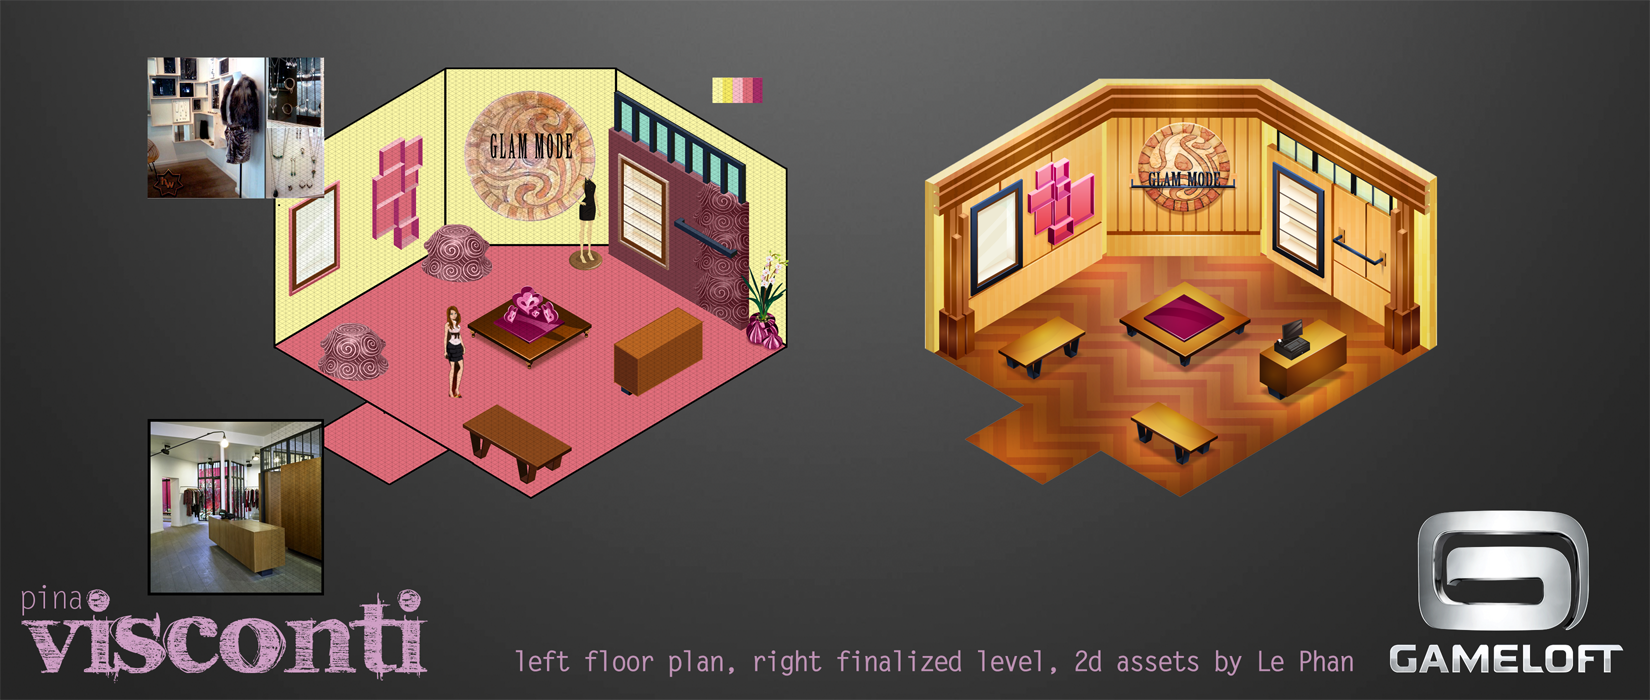 GLAM MODE
GLAM MODE
pina
visconti
left floor plan, right finalized level, 2d assets by Le Phan
GAMELOFT